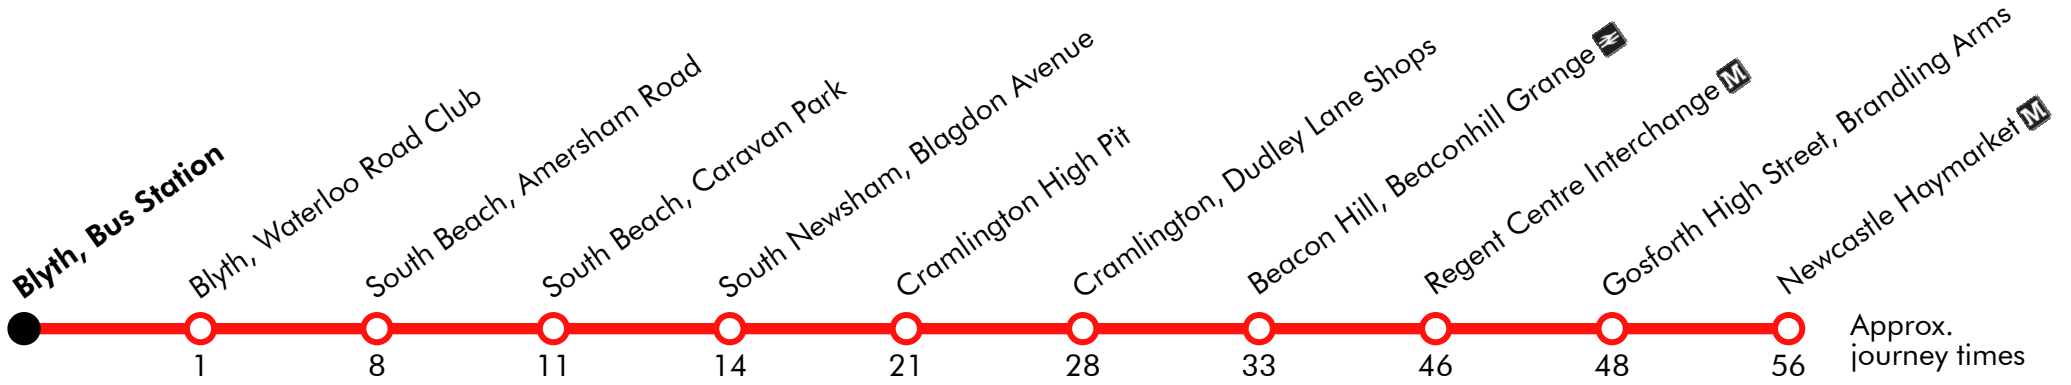 Blyth, Bus Station
Blyth, Waterloo Road Club
South Beach, Amersham Road
South Beach, Caravan Park
South Newsham, Blagdon Avenue
Cramlington High Pit
Cramlington, Dudley Lane Shops
Beacon Hill, Beaconhill Grange
Regent Centre Interchange M
Gosforth High Street, Brandling Arms
Newcastle Haymarket M
1 8 11 14 21 28 33 46 48 56
Approx.
journey times